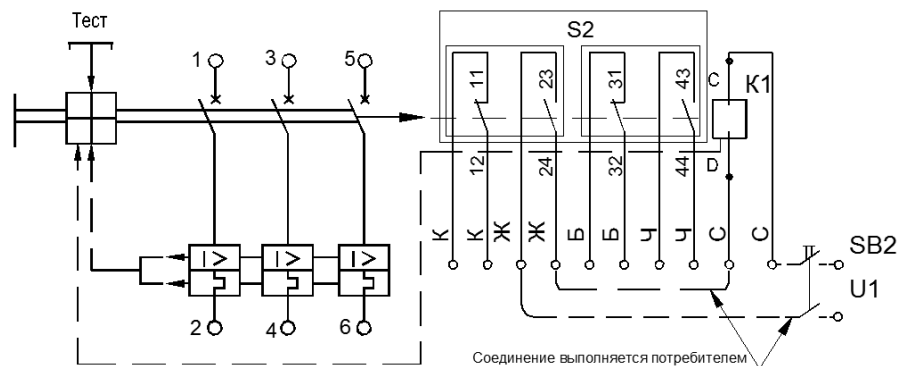 Тест
1
3
5
S2
11
23
31
43
C
К1
12
24
32
44
D
К
К
Ж
Ж
Б
Б
Ч
Ч
С
С
SB2
U1
I>
I>
I>
2
4
6
Соединение выполняется потребителем